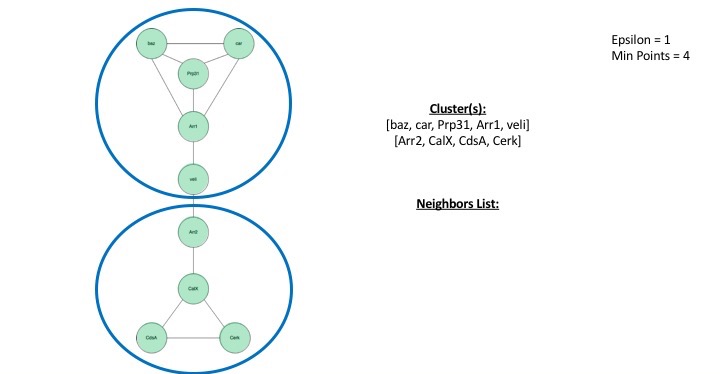 baz
car
Prp31
Arr1
veli
Arr2
CalX
CdsA
Cerk
Epsilon = 1
Min Points = 4
Cluster(s):
[baz, car, Prp31, Arr1, veli]
[Arr2, CalX, CdsA, Cerk]
Neighbors List: